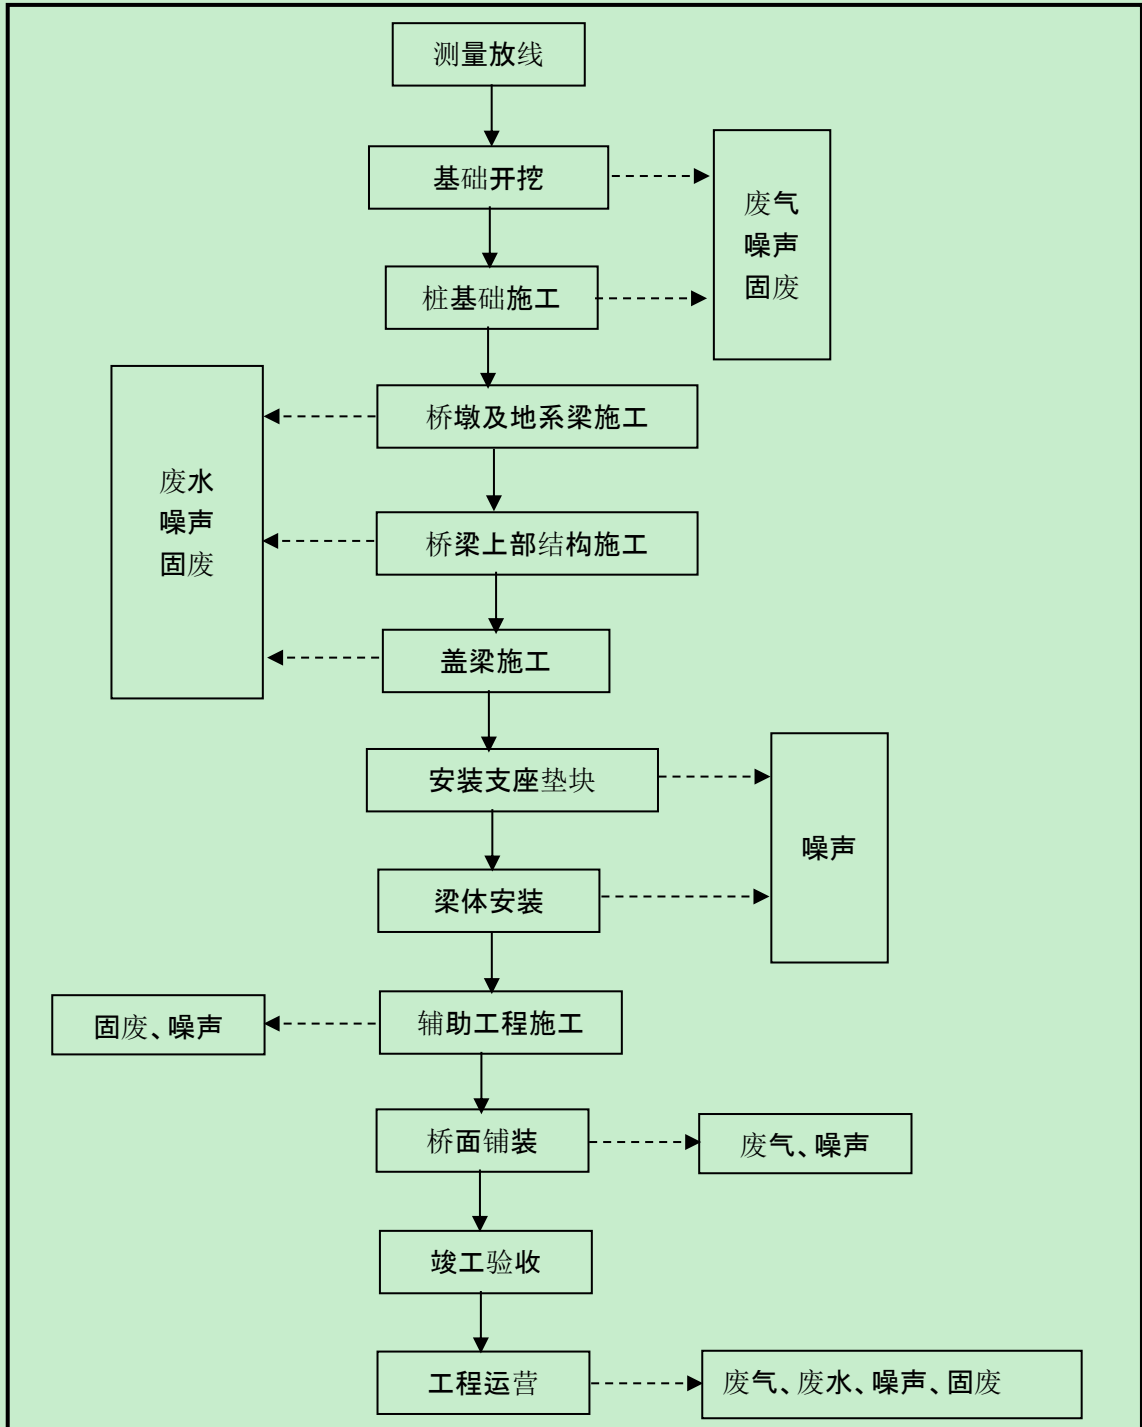 测量放线
基础开挖
废气
噪声
固废
桩基础施工
桥墩及地系梁施工
废水
噪声
固废
桥梁上部结构施工
盖梁施工
安装支座垫块
噪声
梁体安装
固废、噪声
辅助工程施工
桥面铺装
废气、噪声
竣工验收
工程运营
废气、废水、噪声、固废